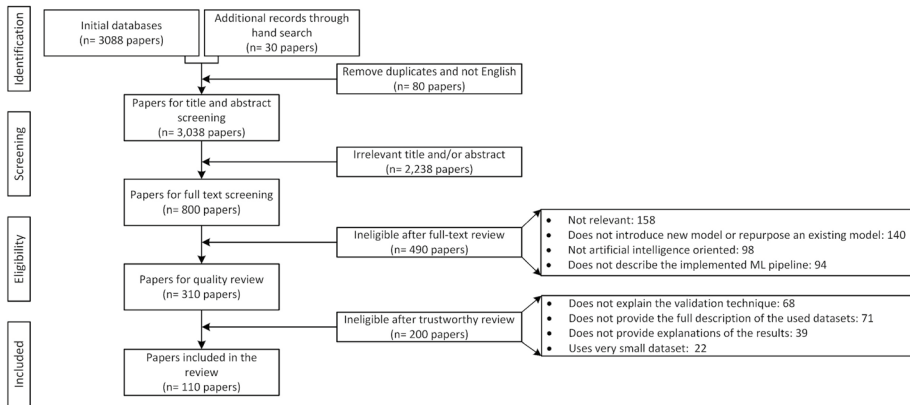 Identification
Initial databases
(n= 3088 papers)
Additional records through
hand search
(n= 30 papers)
Remove duplicates and not English
(n= 80 papers)
Papers for title and abstract
screening
(n= 3,038 papers)
Screening
Irrelevant title and/or abstract
(n= 2,238 papers)
Papers for full text screening
(n= 800 papers)
Eligibility
Ineligible after full-text review
(n= 490 papers)
• Not relevant: 158
• Does not introduce new model or repurpose an existing model: 140
• Not artificial intelligence oriented: 98
• Does not describe the implemented ML pipeline: 94
Papers for quality review
(n= 310 papers)
Ineligible after trustworthy review
(n= 200 papers)
• Does not explain the validation technique: 68
• Does not provide the full description of the used datasets: 71
• Does not provide explanations of the results: 39
• Uses very small dataset: 22
Included
Papers included in the
review
(n= 110 papers)